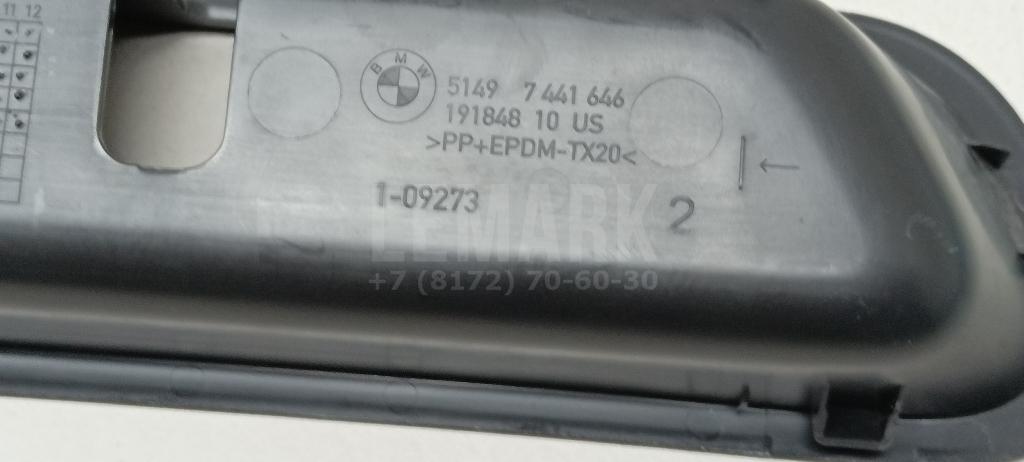 11 12
BMW
5149 7 441 646
191848 10 US
>PP+EPDM-TX20<
1-09273
2
LEMARK
+7 (8172) 70-60-30